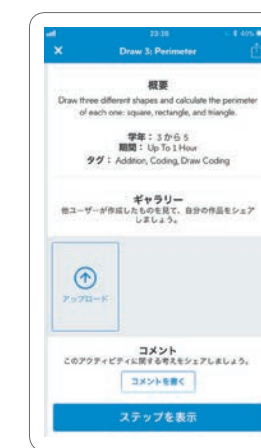 23:35
40%
Draw 3: Perimeter
概要
Draw three different shapes and calculate the perimeter
of each one: square, rectangle, and triangle.
学年：3 から 5
期間：Up To 1 Hour
タグ：Addition, Coding, Draw Coding
ギャラリー
他ユーザーが作成したものを見て、自分の作品をシェア
しましょう。
アップロード
コメント
このアクティビティに関する考えをシェアしましょう。
コメントを書く
ステップを表示